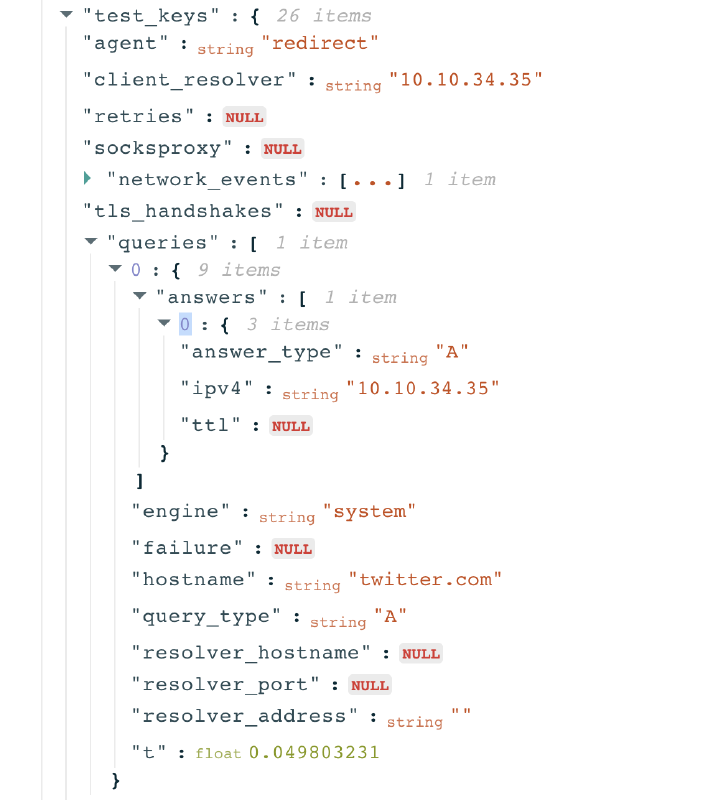 "test_keys" : { 26 items
"agent" : string "redirect"
"client_resolver" : string "10.10.34.35"
"retries" : NULL
"socksproxy" : NULL
"network_events" : [...] 1 item
"tls_handshakes" : NULL
"queries" : [ 1 item
0 : { 9 items
"answers" : [ 1 item
0 : { 3 items
"answer_type" : string "A"
"ipv4" : string "10.10.34.35"
"ttl" : NULL
}
]
"engine" : string "system"
"failure" : NULL
"hostname" : string "twitter.com"
"query_type" : string "A"
"resolver_hostname" : NULL
"resolver_port" : NULL
"resolver_address" : string ""
"t" : float 0.049803231
}